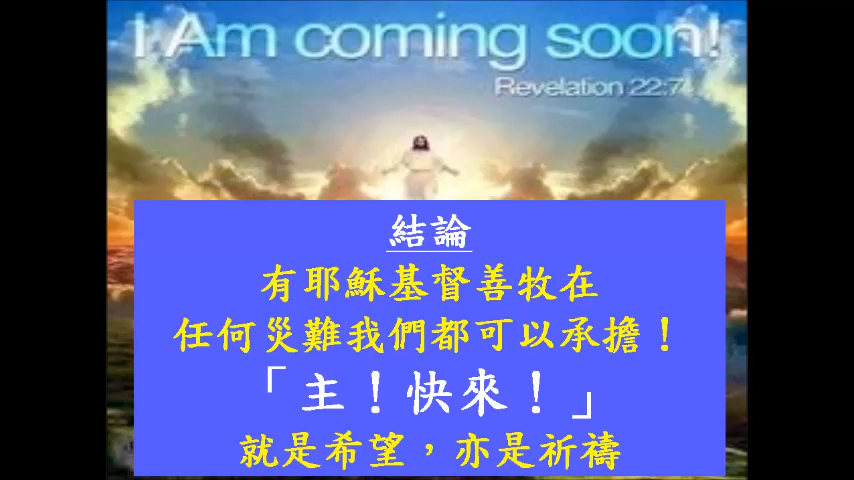 I Am coming soon!
Revelation 22:7
結論
有耶穌基督善牧在
任何災難我們都可以承擔！
「主！快來！」
就是希望，亦是祈禱